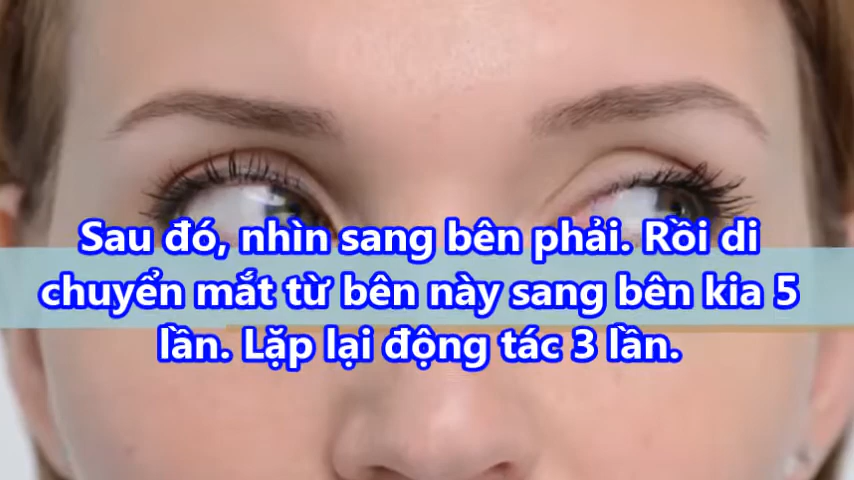 Sau đó, nhìn sang bên phải. Rồi di
chuyển mắt từ bên này sang bên kia 5
lần. Lặp lại động tác 3 lần.